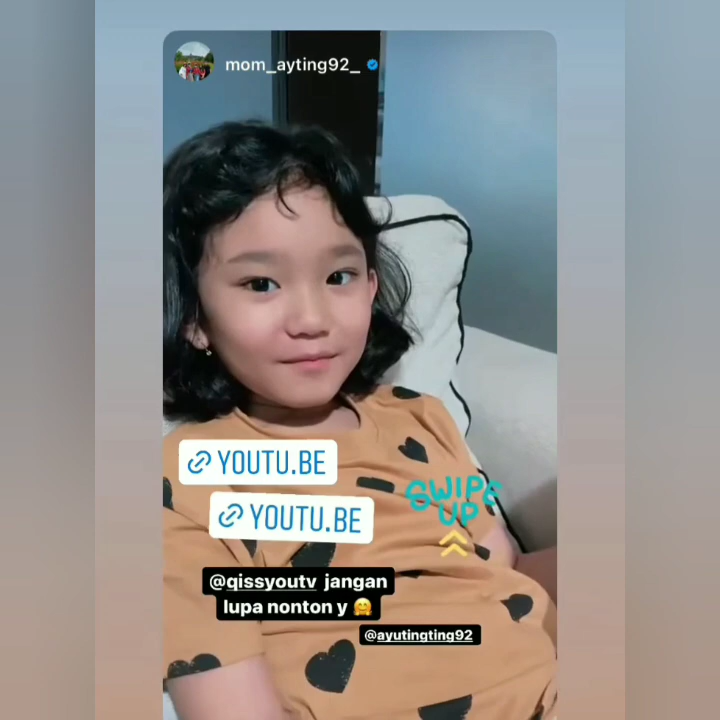 mom_ayting92_
YOUTU.BE
YOUTU.BE
SWIPE
UP
@qissyoutv jangan
lupa nonton y 🤗
@ayutingting92